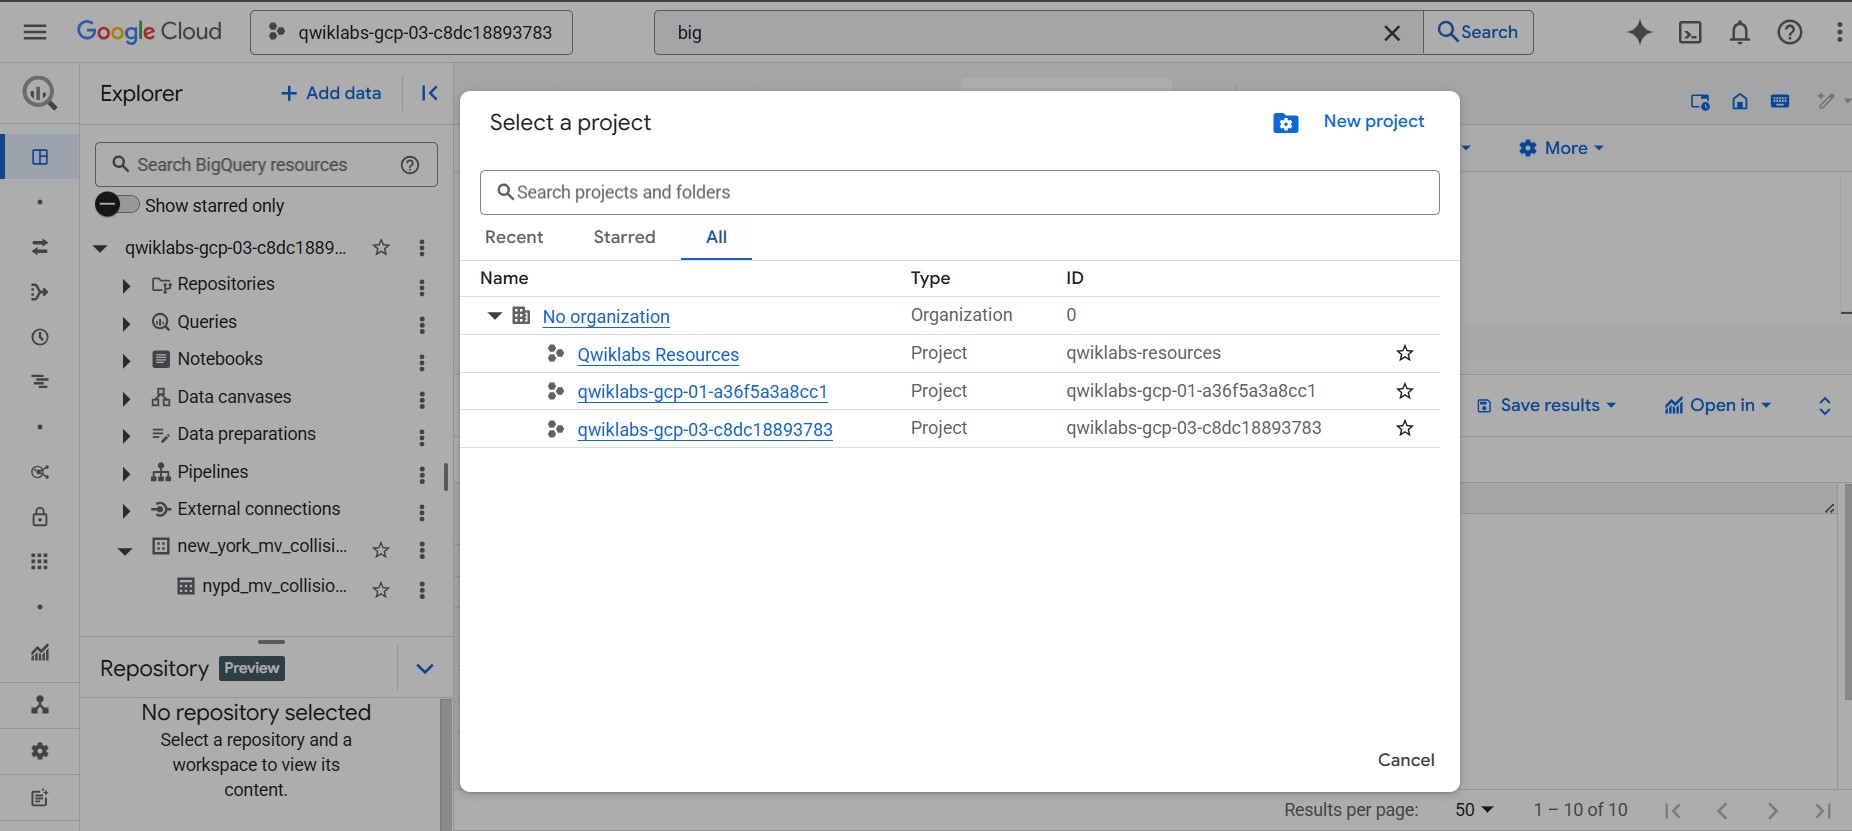 Google Cloud
qwiklabs-gcp-03-c8dc18893783
big
Search
Explorer
+ Add data
Search BigQuery resources
Show starred only
qwiklabs-gcp-03-c8dc1889...
Repositories
Queries
Notebooks
Data canvases
Data preparations
Pipelines
External connections
new_york_mv_collisi...
nypd_mv_collisio...
Repository Preview
No repository selected
Select a repository and a
workspace to view its
content.
Select a project
New project
Search projects and folders
Recent Starred All
Name Type ID
No organization Organization 0
Qwiklabs Resources Project qwiklabs-resources
qwiklabs-gcp-01-a36f5a3a8cc1 Project qwiklabs-gcp-01-a36f5a3a8cc1
qwiklabs-gcp-03-c8dc18893783 Project qwiklabs-gcp-03-c8dc18893783
Cancel
More
Save results
Open in
Results per page: 50 1 – 10 of 10